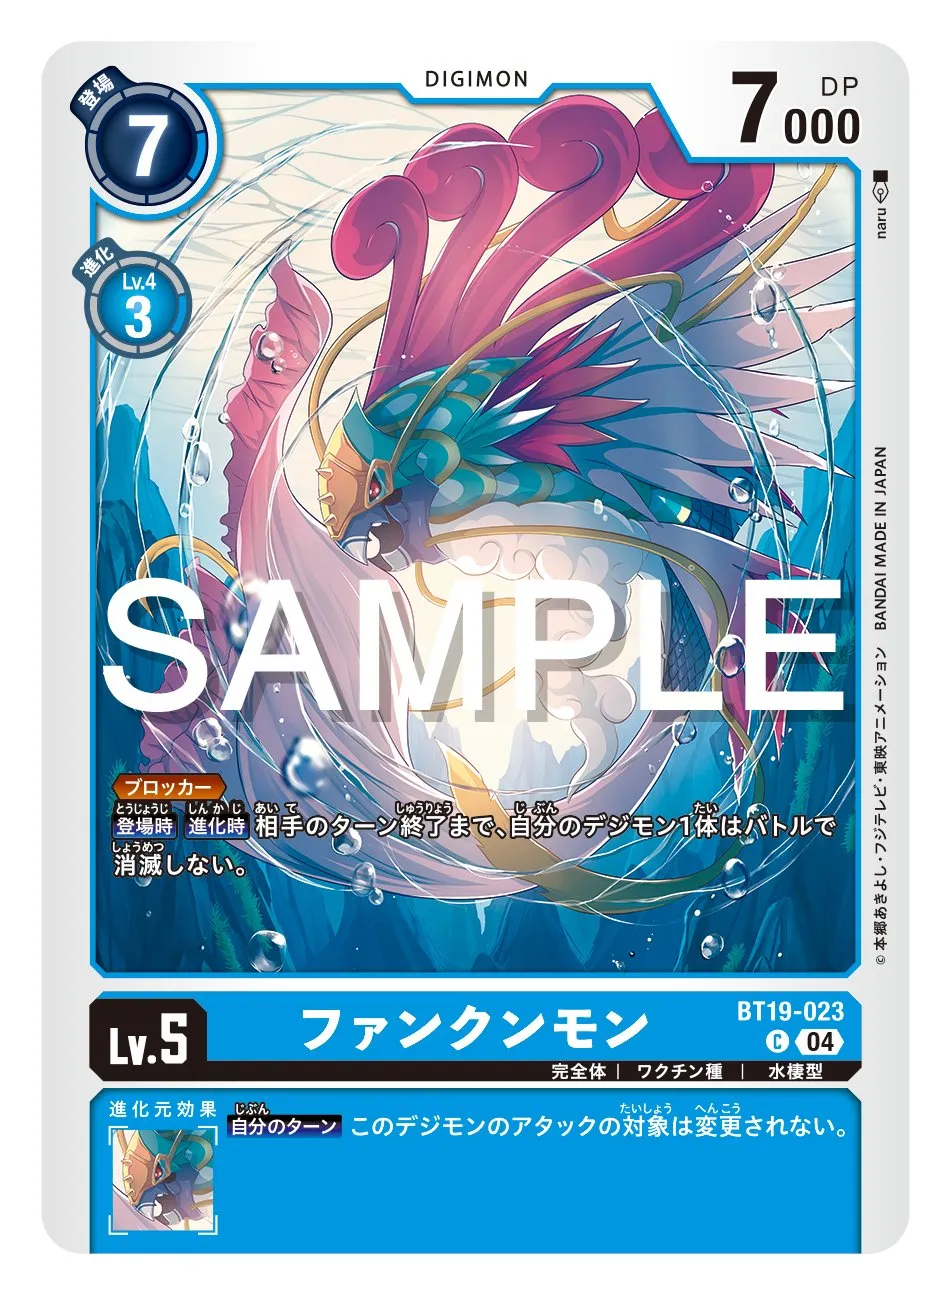 DIGIMON
登場
7
DP
7000
進化
Lv.4
3
naru
SAMPLE
ブロッカー
とうじょうじ しんかじ あいて しゅうりょう じぶん たい
登場時 進化時 相手のターン終了まで、自分のデジモン1体はバトルで
しょうめつ
消滅しない。
©本郷あきよし・フジテレビ・東映アニメーション BANDAI MADE IN JAPAN
Lv.5
ファンクンモン
BT19-023
C 04
完全体 | ワクチン種 | 水棲型
進化元効果
じぶん たいしょう へんこう
自分のターン このデジモンのアタックの対象は変更されない。